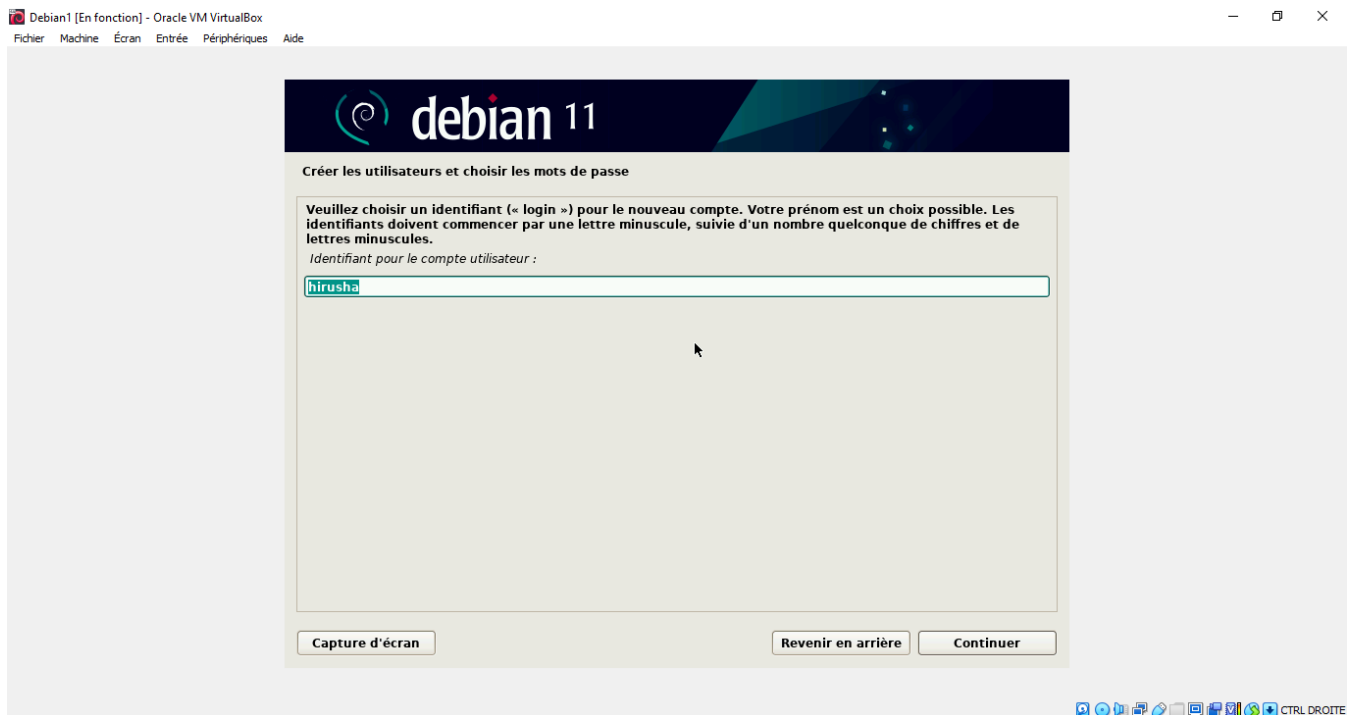 Debian1 [En fonction] - Oracle VM VirtualBox
Fichier Machine Écran Entrée Périphériques Aide
debian 11
Créer les utilisateurs et choisir les mots de passe
Veuillez choisir un identifiant (« login ») pour le nouveau compte. Votre prénom est un choix possible. Les
identifiants doivent commencer par une lettre minuscule, suivie d'un nombre quelconque de chiffres et de
lettres minuscules.
Identifiant pour le compte utilisateur :
hirusha
Capture d'écran
Revenir en arrière
Continuer
CTRL DROITE